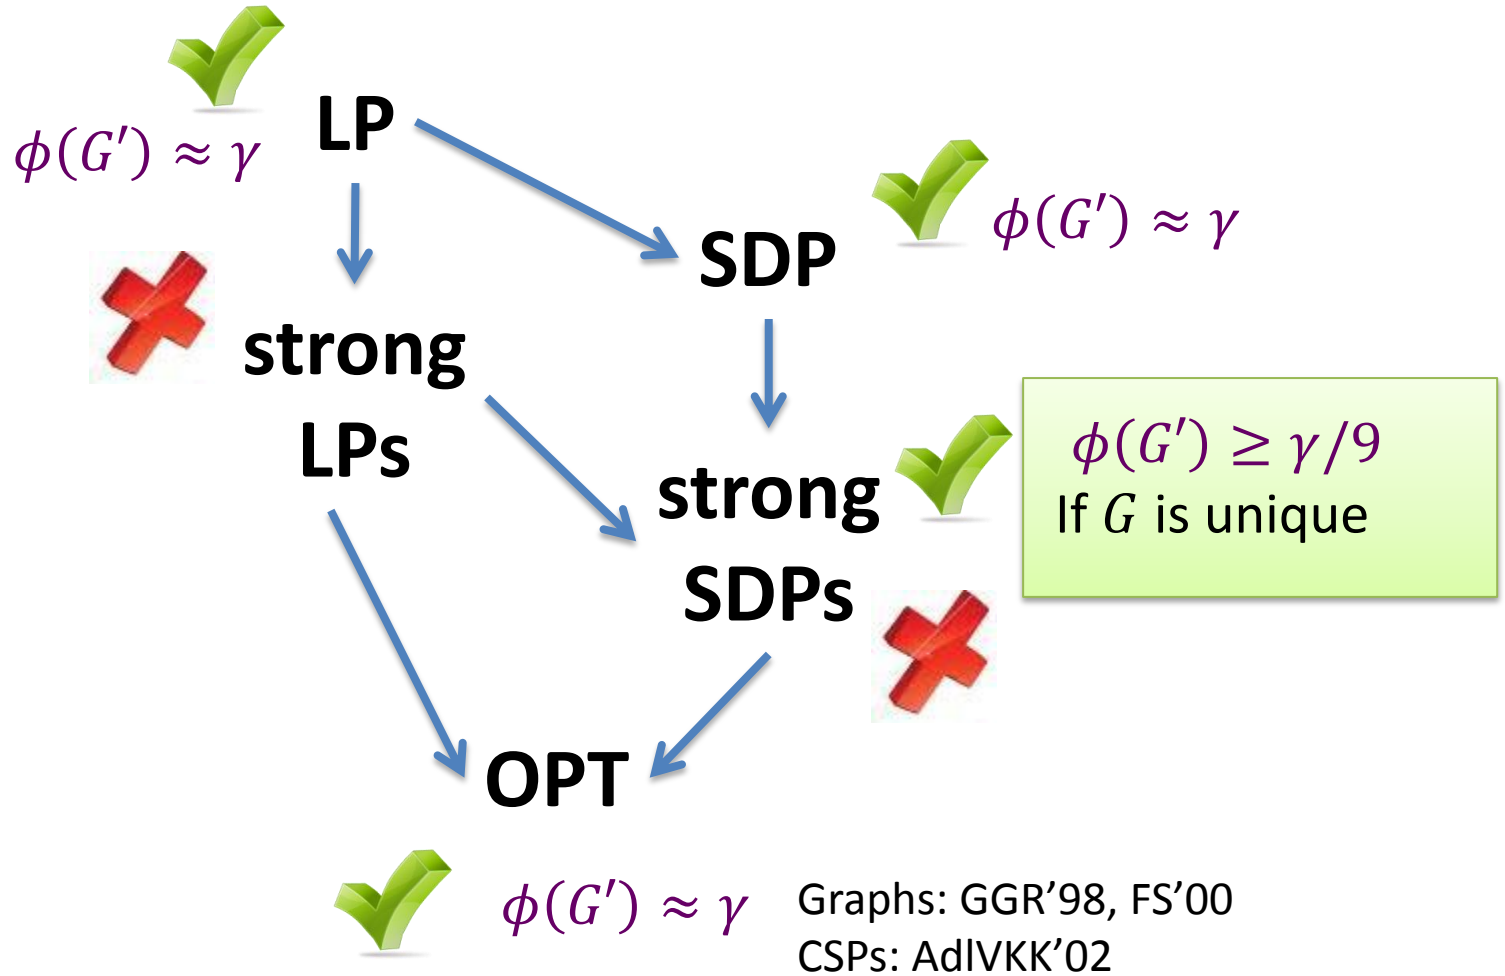 LP
ϕ(G′) ≈ γ
SDP
ϕ(G′) ≈ γ
strong
LPs
strong
SDPs
ϕ(G′) ≥ γ/9
If G is unique
OPT
ϕ(G′) ≈ γ
Graphs: GGR’98, FS’00
CSPs: AdlVKK’02